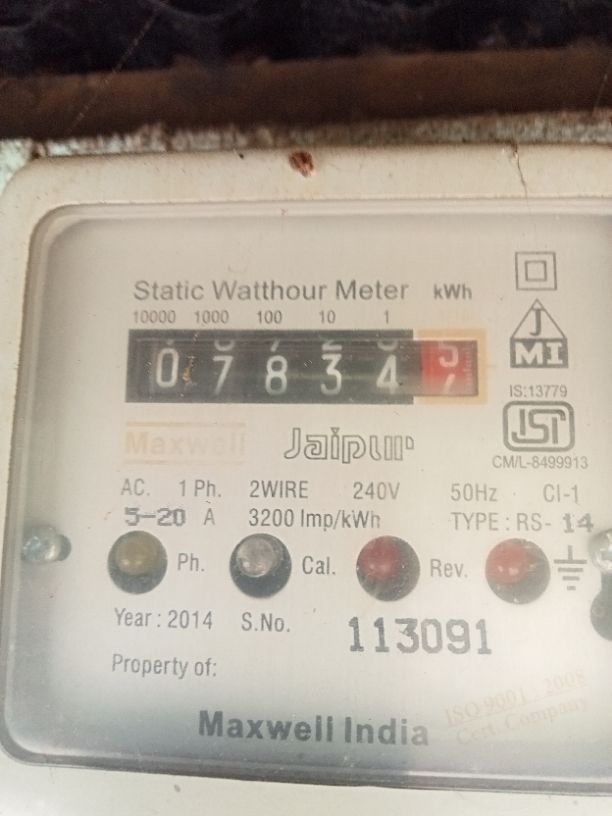 Static Watthour Meter kWh
10000 1000 100 10 1
0 7 8 3 4 5
J
MI
IS:13779
Maxwell Jaipur
ISI
CM/L-8499913
AC. 1 Ph. 2WIRE 240V 50Hz CI-1
5-20 A 3200 Imp/kWh TYPE : RS- 14
Ph. Cal. Rev.
Year : 2014 S.No. 113091
Property of:
ISO 9001 : 2008
Cert. Company
Maxwell India